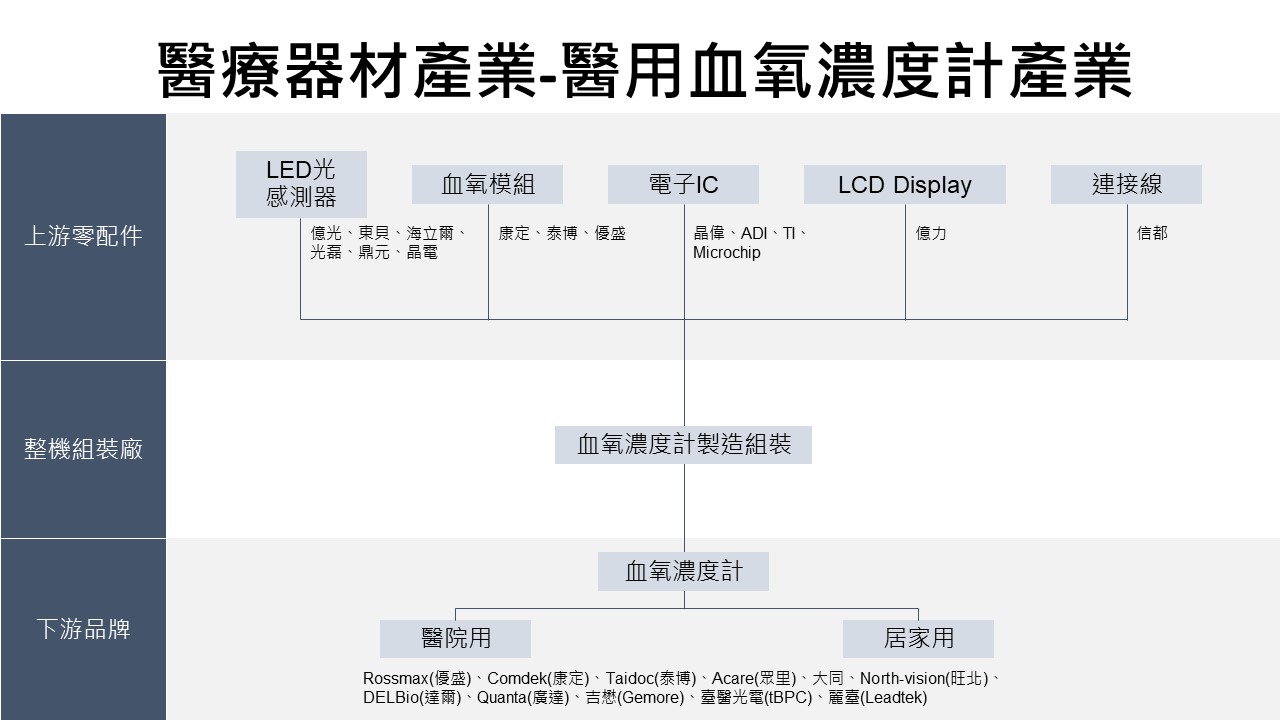 醫療器材產業-醫用血氧濃度計產業
上游零配件
LED光
感測器
血氧模組
電子IC
LCD Display
連接線
億光、東貝、海立爾、
光磊、鼎元、晶電
康定、泰博、優盛
晶偉、ADI、TI、
Microchip
億力
信都
整機組裝廠
血氧濃度計製造組裝
下游品牌
血氧濃度計
醫院用
居家用
Rossmax(優盛)、Comdek(康定)、Taidoc(泰博)、Acare(眾里)、大同、North-vision(旺北)、
DELBio(達爾)、Quanta(廣達)、吉懋(Gemore)、臺醫光電(tBPC)、麗臺(Leadtek)